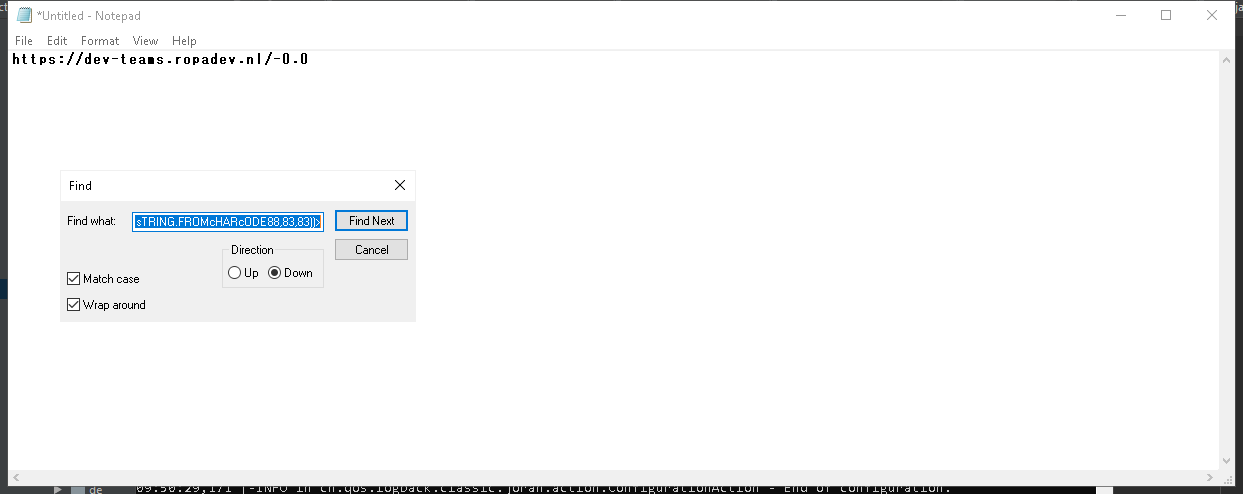 *Untitled - Notepad
File Edit Format View Help
https://dev-teams.ropadev.nl/-0.0
Find
Find what: sTRING.FROMcHARcODE88,83,83))> Find Next
Direction Cancel
Up Down
Match case
Wrap around
de 09:50:29,171 |-INFO in ch.qos.logback.classic.joran.action.ConfigurationAction - End of configuration.